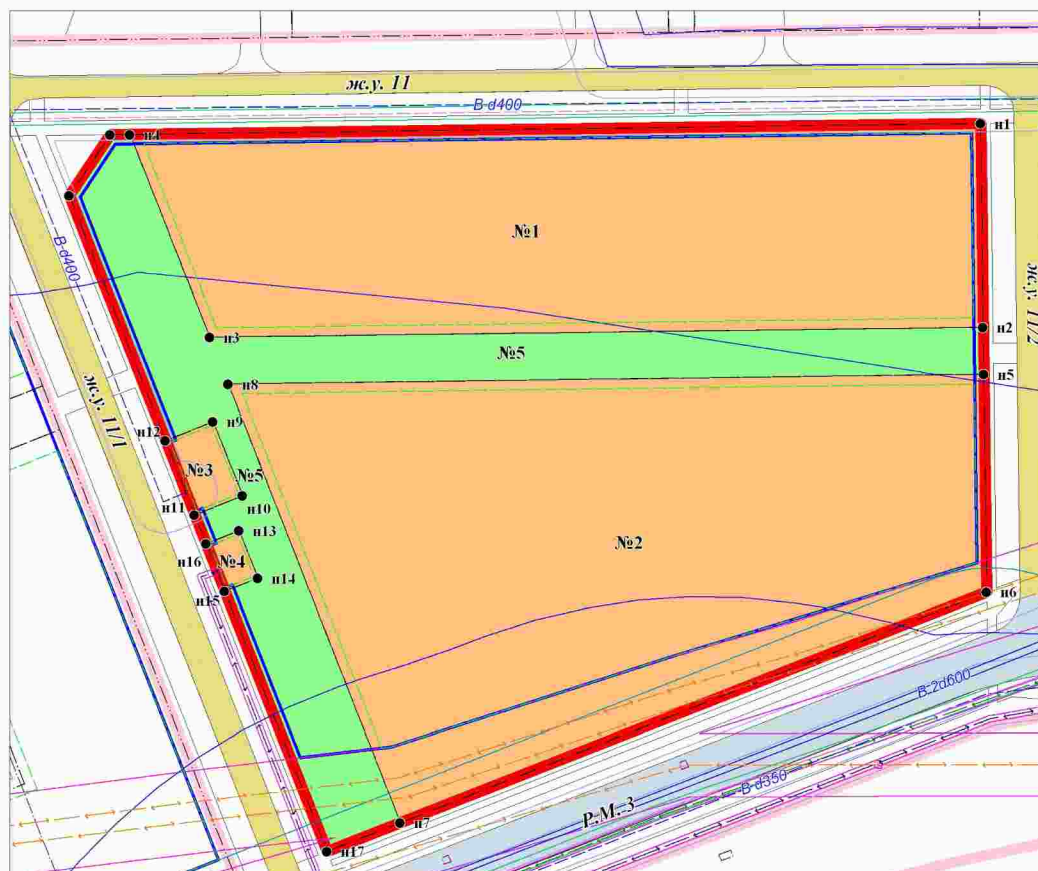 ж.у. 11
В d400
н4
н1
№1
В d400
ж.у. 11/2
н3
н2
№5
н8
н5
ж.у. 11/1
н9
н12
№3
№5
н10
н11
н13
н16
№4
№2
н14
н15
н6
В 2d600
В d350
Р.М. 3
н7
н17